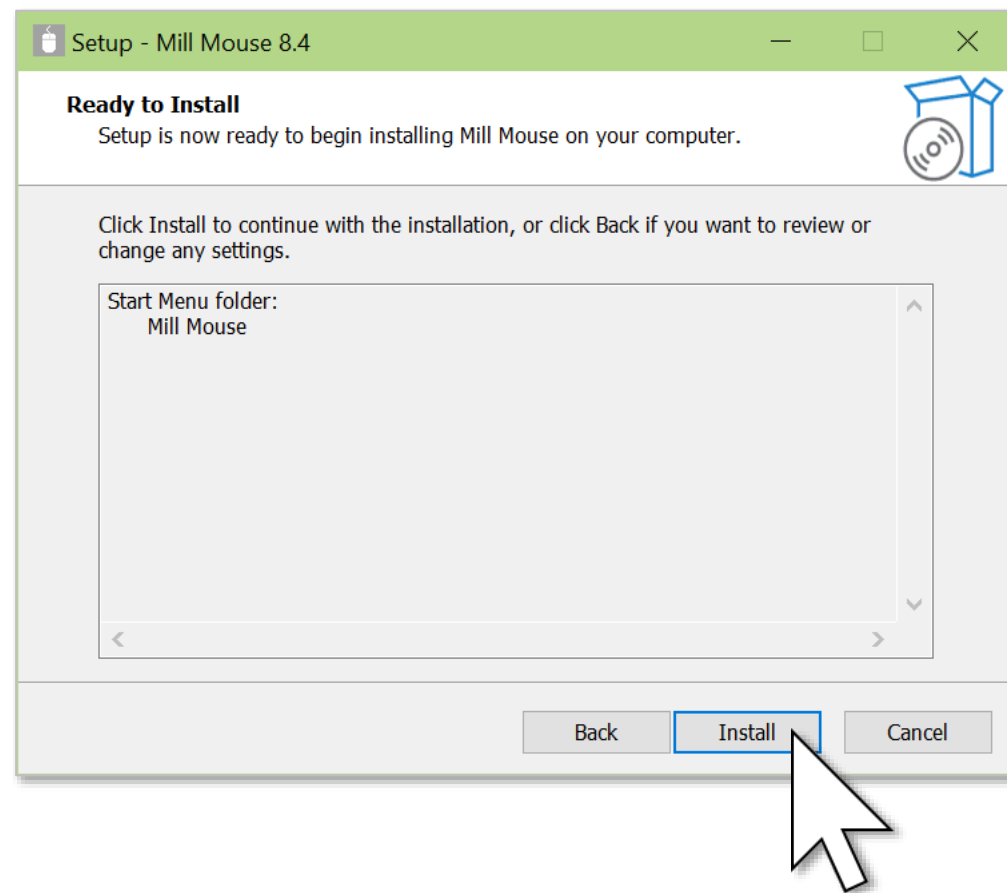 Setup - Mill Mouse 8.4
Ready to Install
Setup is now ready to begin installing Mill Mouse on your computer.
Click Install to continue with the installation, or click Back if you want to review or
change any settings.
Start Menu folder:
Mill Mouse
Back
Install
Cancel